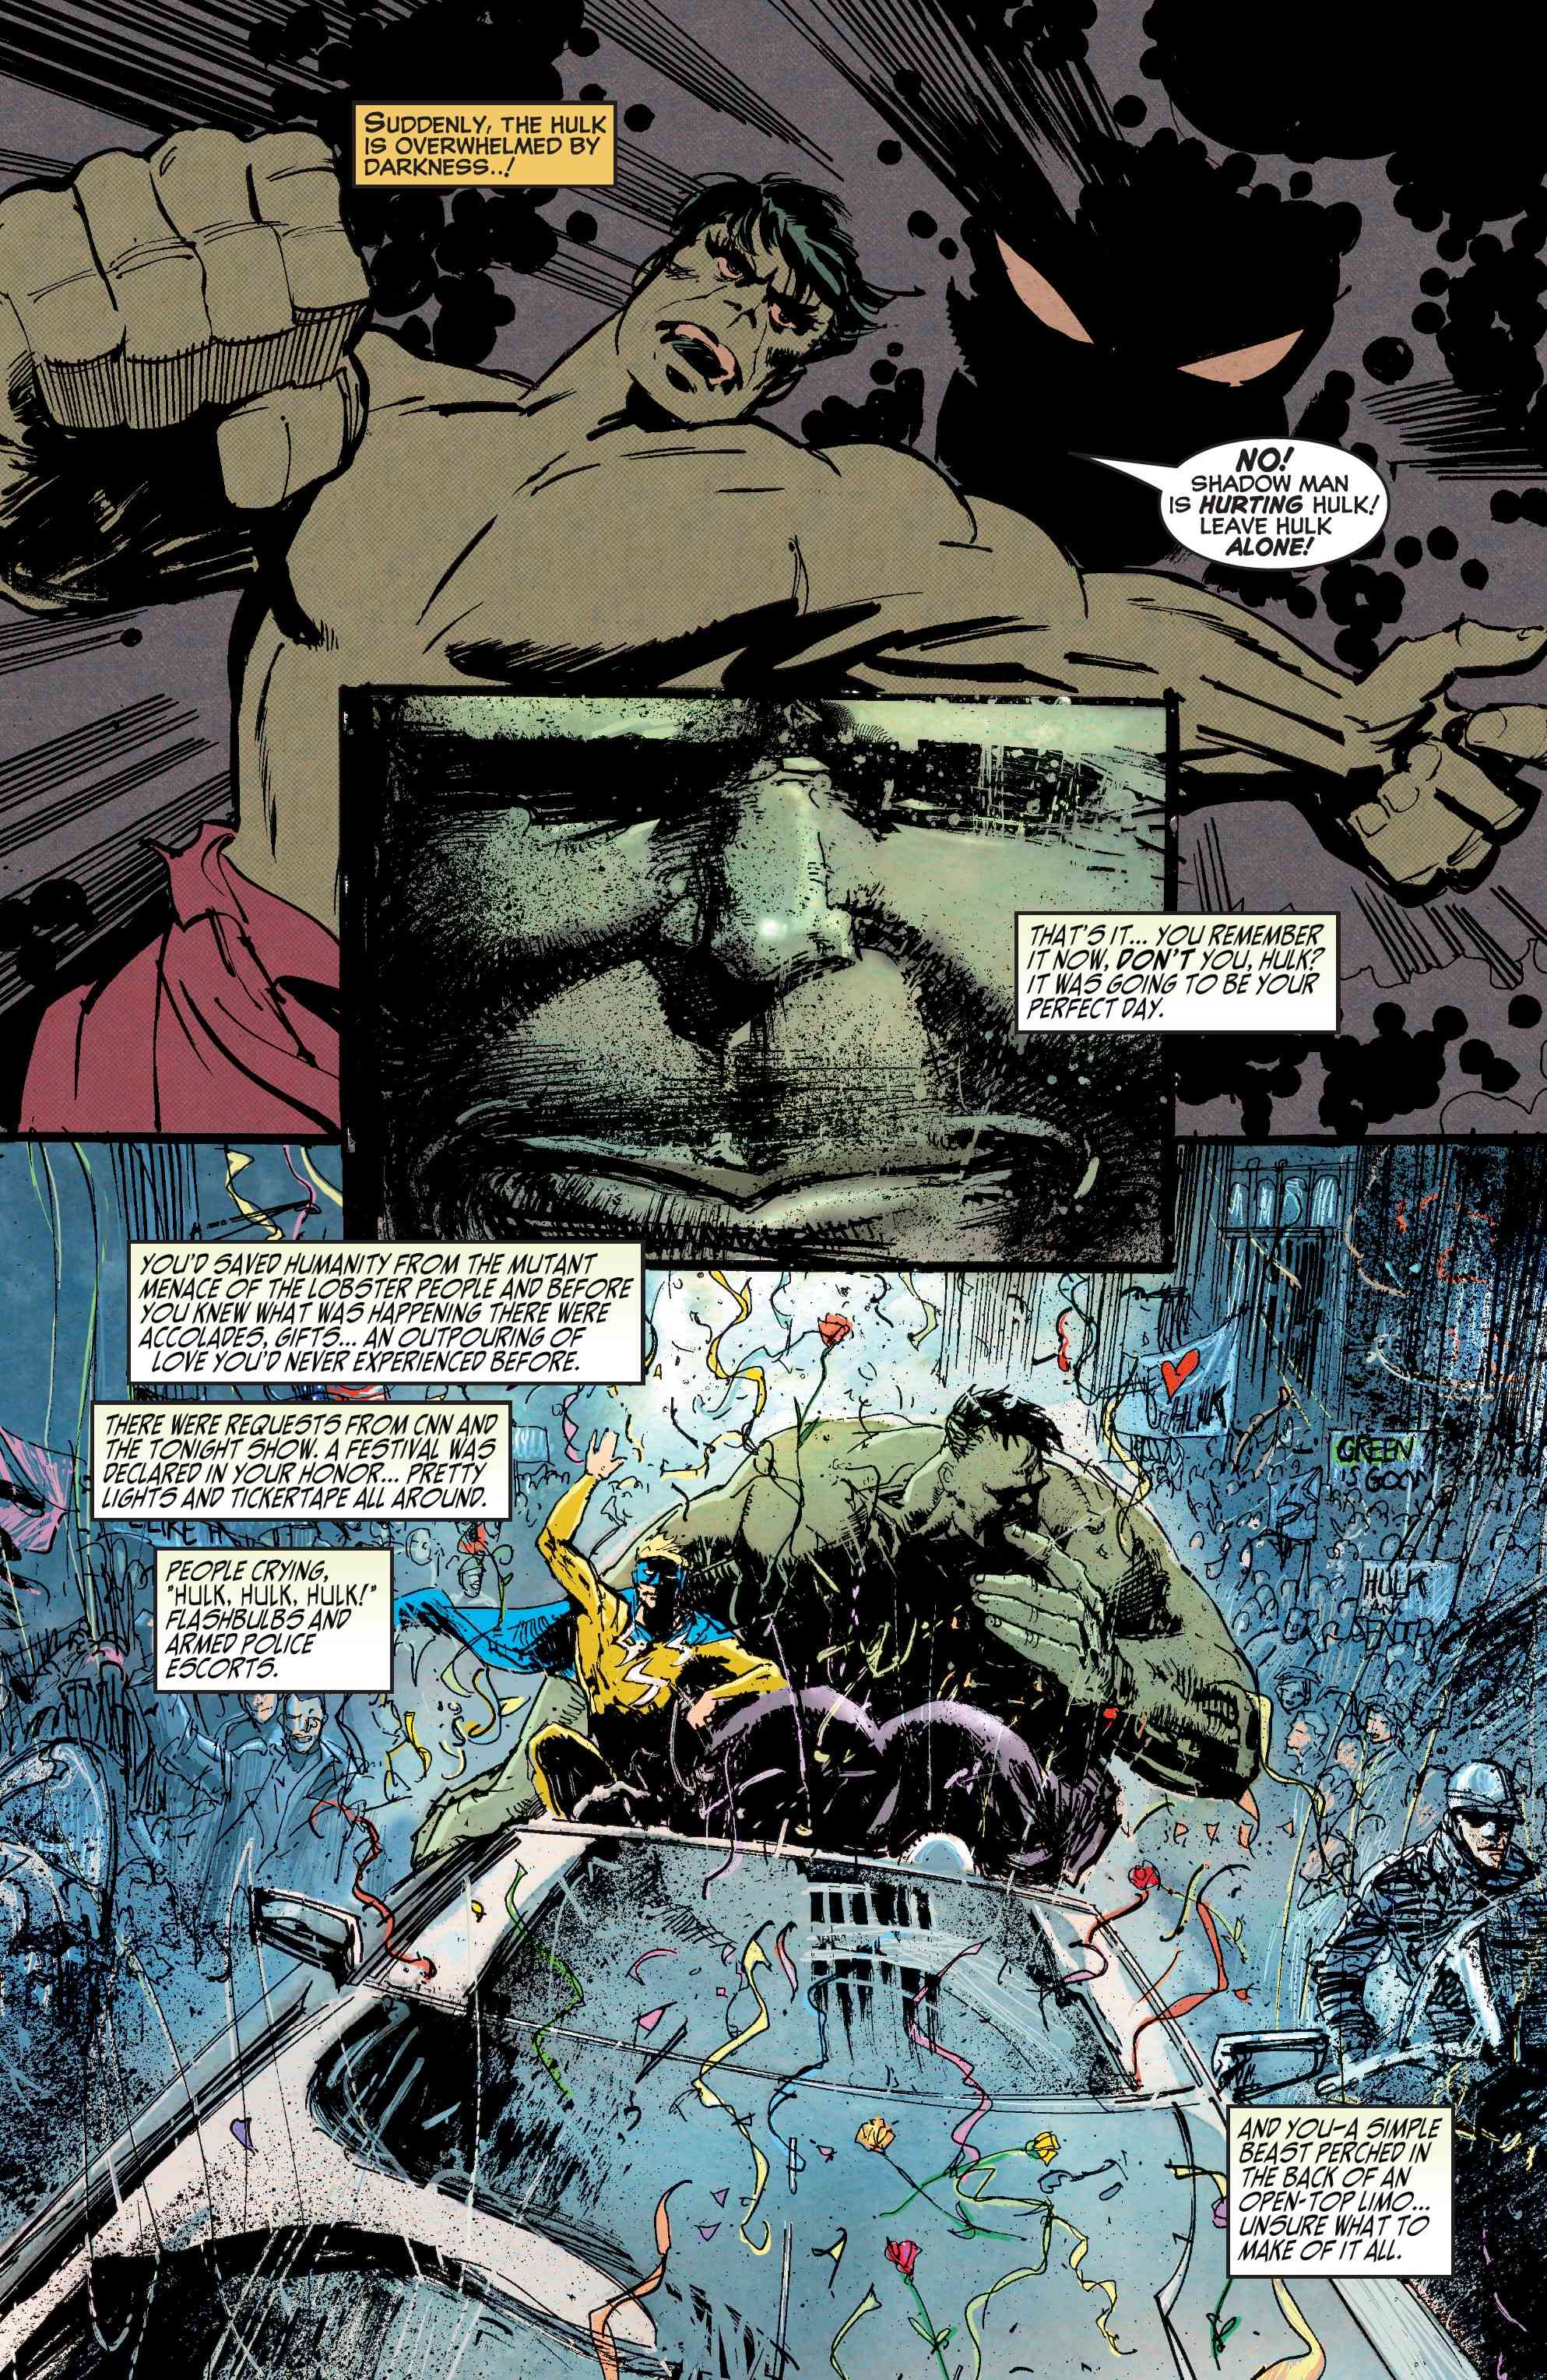 SUDDENLY, THE HULK
IS OVERWHELMED BY
DARKNESS..!
NO!
SHADOW MAN
IS HURTING HULK!
LEAVE HULK
ALONE!
THAT'S IT... YOU REMEMBER
IT NOW, DON'T YOU, HULK?
IT WAS GOING TO BE YOUR
PERFECT DAY.
YOU'D SAVED HUMANITY FROM THE MUTANT
MENACE OF THE LOBSTER PEOPLE AND BEFORE
YOU KNEW WHAT WAS HAPPENING THERE WERE
ACCOLADES, GIFTS... AN OUTPOURING OF
LOVE YOU'D NEVER EXPERIENCED BEFORE.
THERE WERE REQUESTS FROM CNN AND
THE TONIGHT SHOW. A FESTIVAL WAS
DECLARED IN YOUR HONOR... PRETTY
LIGHTS AND TICKERTAPE ALL AROUND.
PEOPLE CRYING,
"HULK, HULK, HULK!"
FLASHBULBS AND
ARMED POLICE
ESCORTS.
GREEN
IS GOOD
HULK
AND
SENTRY
S
AND YOU-A SIMPLE
BEAST PERCHED IN
THE BACK OF AN
OPEN-TOP LIMO...
UNSURE WHAT TO
MAKE OF IT ALL.